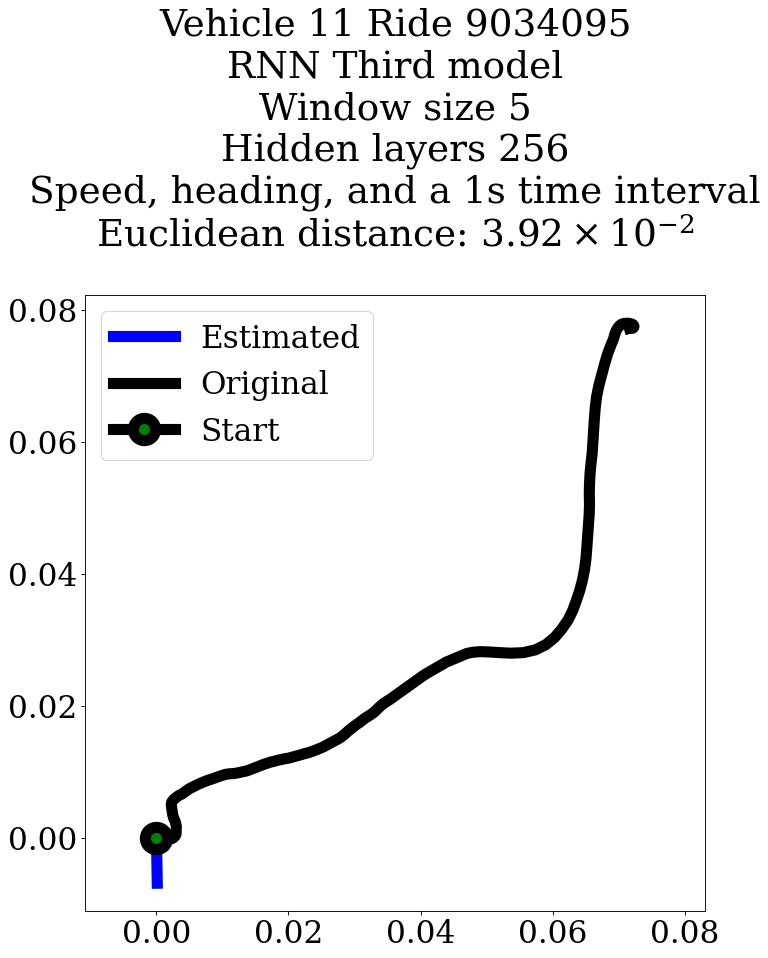 Vehicle 11 Ride 9034095
RNN Third model
Window size 5
Hidden layers 256
Speed, heading, and a 1s time interval
Euclidean distance: 3.92 × 10⁻²
Estimated
Original
Start
0.08
0.06
0.04
0.02
0.00
0.00 0.02 0.04 0.06 0.08